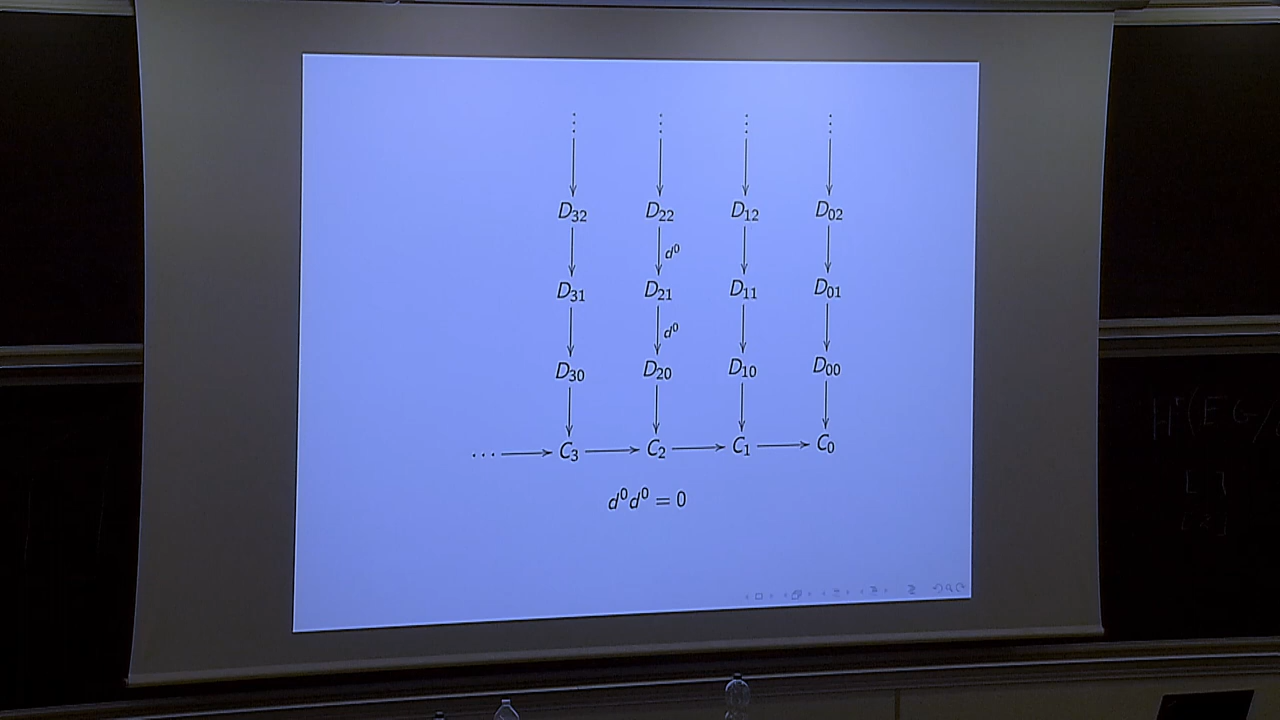 ⋮ ⋮ ⋮ ⋮
D₃₂ D₂₂ D₁₂ D₀₂
d⁰
D₃₁ D₂₁ D₁₁ D₀₁
d⁰
D₃₀ D₂₀ D₁₀ D₀₀
⋯ C₃ C₂ C₁ C₀
d⁰d⁰ = 0